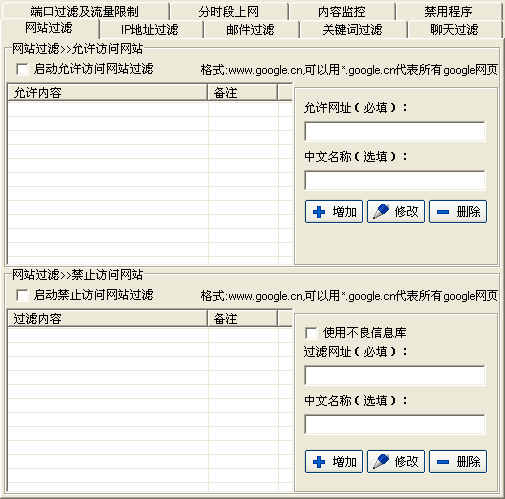 端口过滤及流量限制 分时段上网 内容监控 禁用程序
网站过滤 IP地址过滤 邮件过滤 关键词过滤 聊天过滤
网站过滤>>允许访问网站
启动允许访问网站过滤 格式:www.google.cn,可以用*.google.cn代表所有google网页
允许内容 备注
允许网址（必填）：
中文名称（选填）：
增加 修改 删除
网站过滤>>禁止访问网站
启动禁止访问网站过滤 格式:www.google.cn,可以用*.google.cn代表所有google网页
过滤内容 备注
使用不良信息库
过滤网址（必填）：
中文名称（选填）：
增加 修改 删除